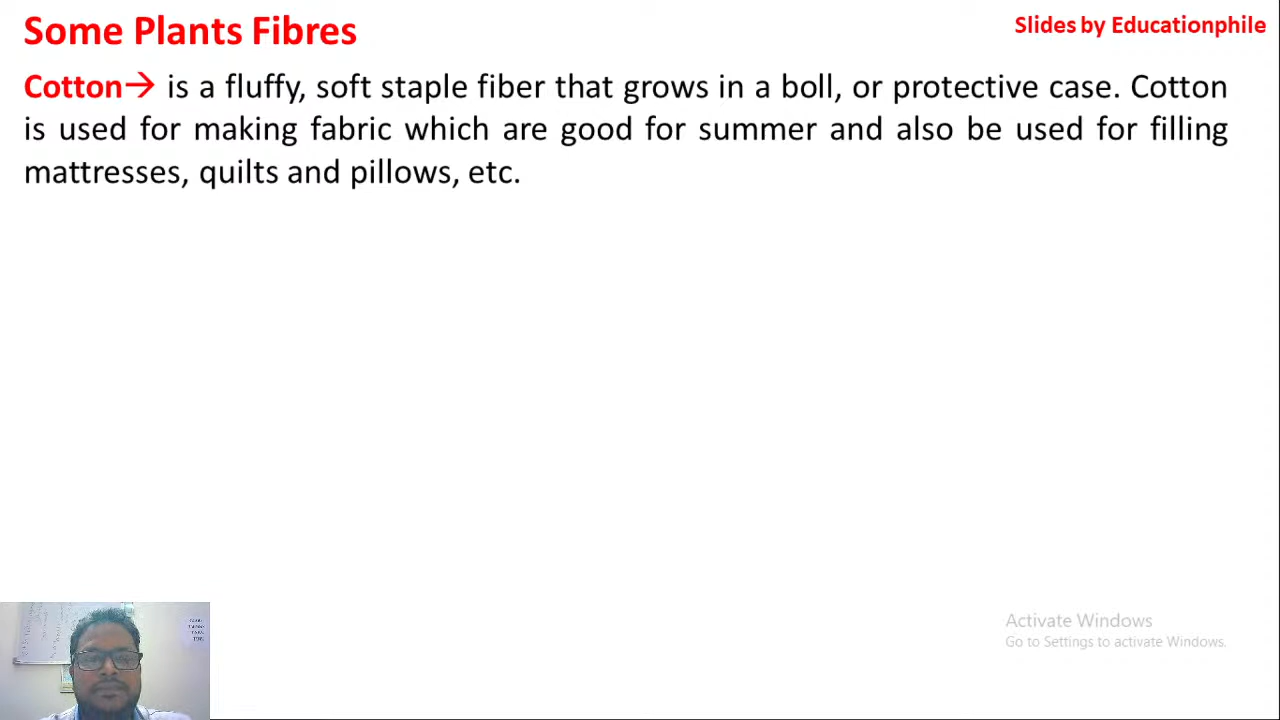 Some Plants Fibres
Slides by Educationphile
Cotton→ is a fluffy, soft staple fiber that grows in a boll, or protective case. Cotton
is used for making fabric which are good for summer and also be used for filling
mattresses, quilts and pillows, etc.
Activate Windows
Go to Settings to activate Windows.